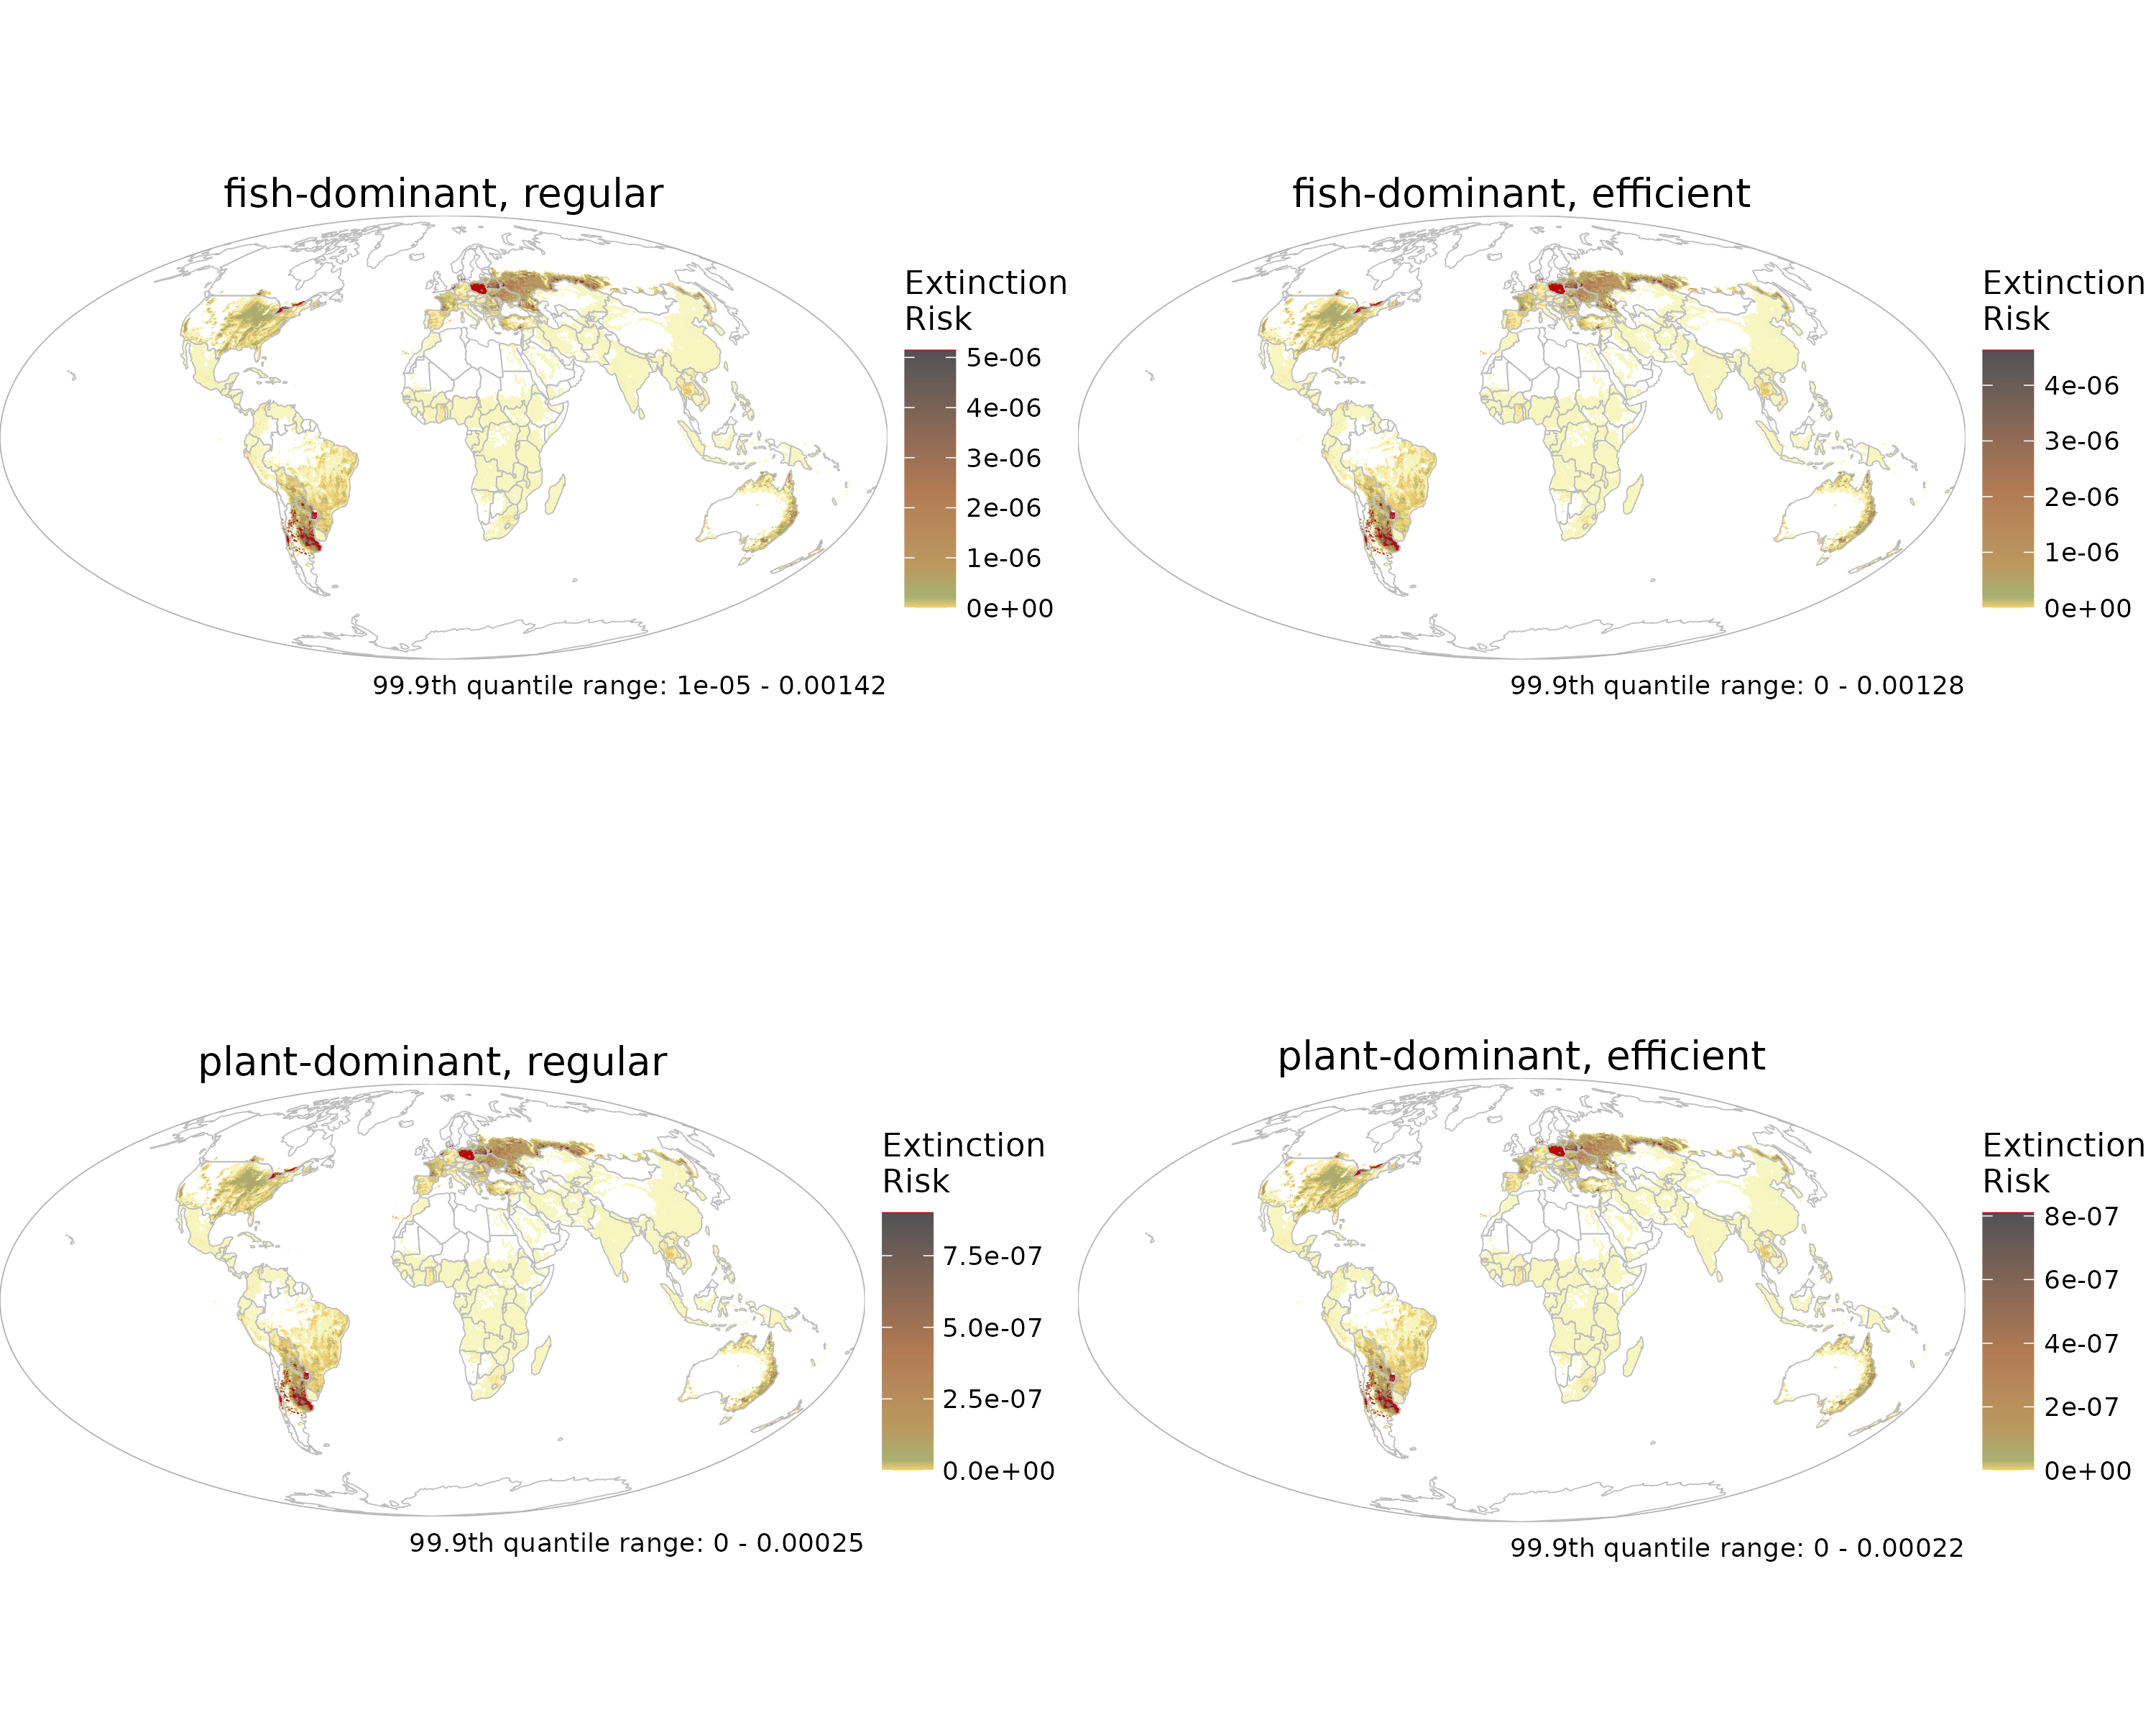 fish-dominant, regular
Extinction
Risk
5e-06
4e-06
3e-06
2e-06
1e-06
0e+00
99.9th quantile range: 1e-05 - 0.00142
fish-dominant, efficient
Extinction
Risk
4e-06
3e-06
2e-06
1e-06
0e+00
99.9th quantile range: 0 - 0.00128
plant-dominant, regular
Extinction
Risk
7.5e-07
5.0e-07
2.5e-07
0.0e+00
99.9th quantile range: 0 - 0.00025
plant-dominant, efficient
Extinction
Risk
8e-07
6e-07
4e-07
2e-07
0e+00
99.9th quantile range: 0 - 0.00022